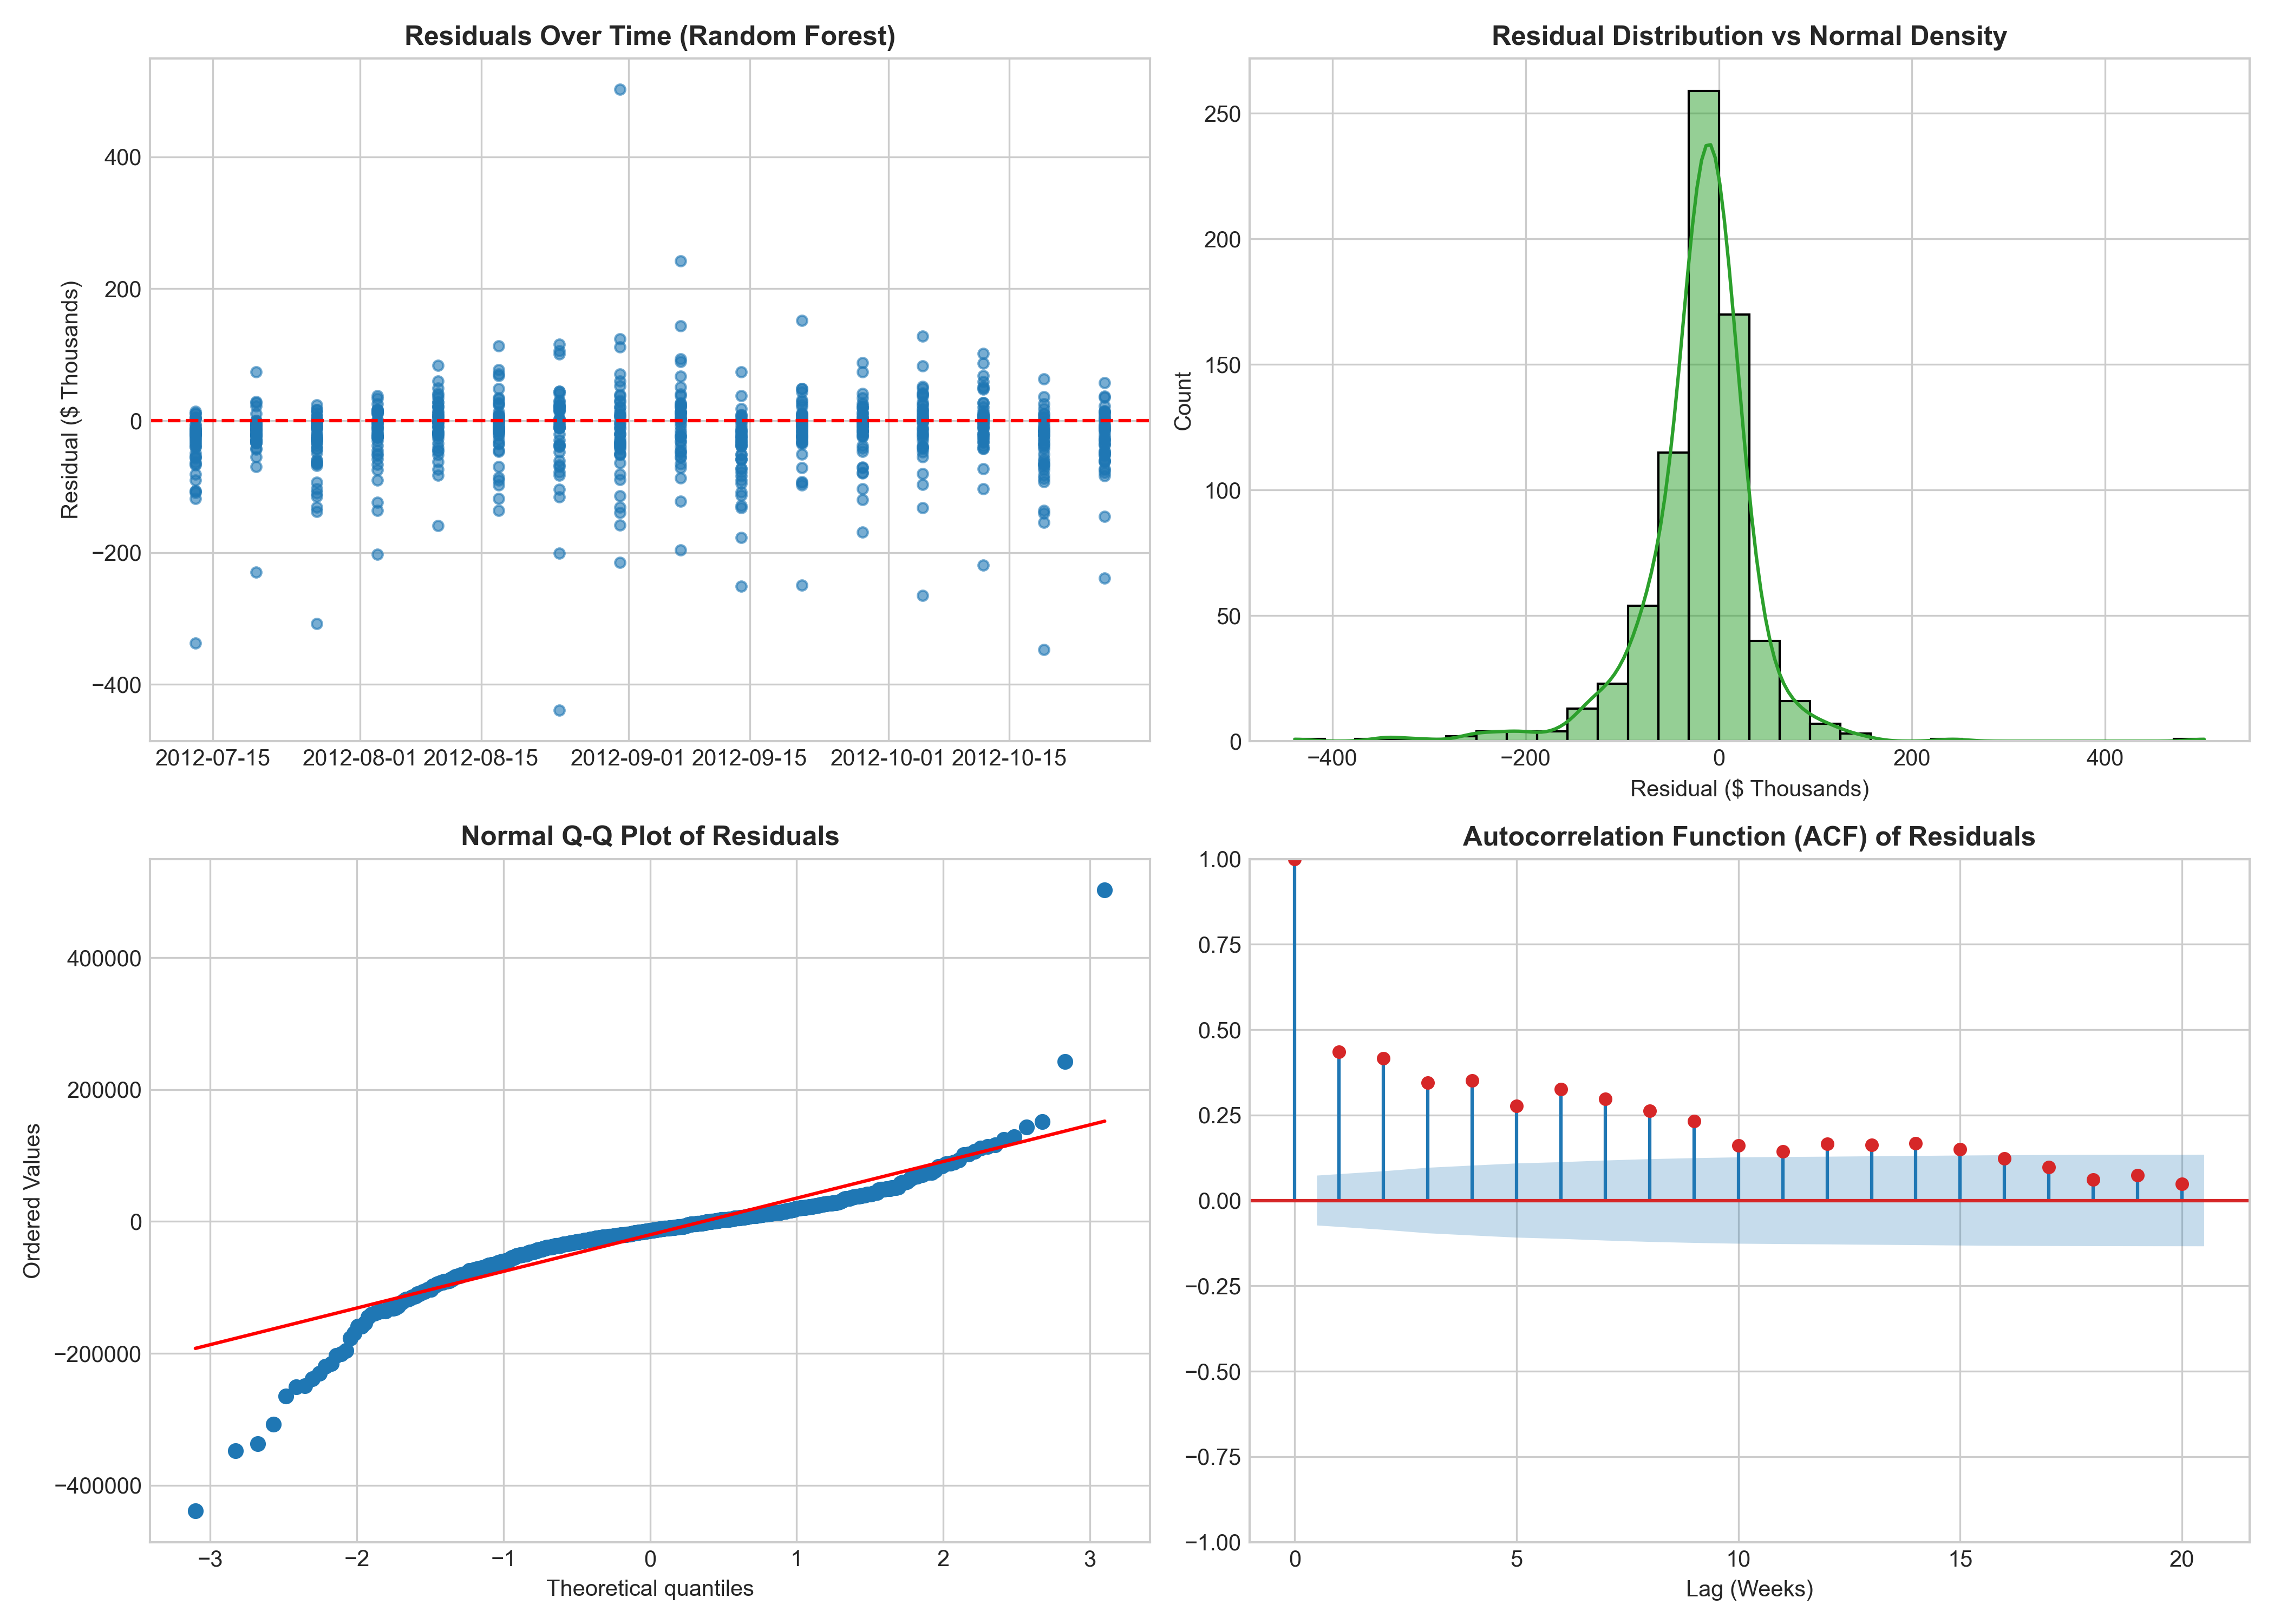 Residuals Over Time (Random Forest)
Residual ($ Thousands)
400
200
0
−200
−400
2012-07-15 2012-08-01 2012-08-15 2012-09-01 2012-09-15 2012-10-01 2012-10-15
Residual Distribution vs Normal Density
Count
250
200
150
100
50
0
−400 −200 0 200 400
Residual ($ Thousands)
Normal Q-Q Plot of Residuals
Ordered Values
400000
200000
0
−200000
−400000
−3 −2 −1 0 1 2 3
Theoretical quantiles
Autocorrelation Function (ACF) of Residuals
1.00
0.75
0.50
0.25
0.00
−0.25
−0.50
−0.75
−1.00
0 5 10 15 20
Lag (Weeks)